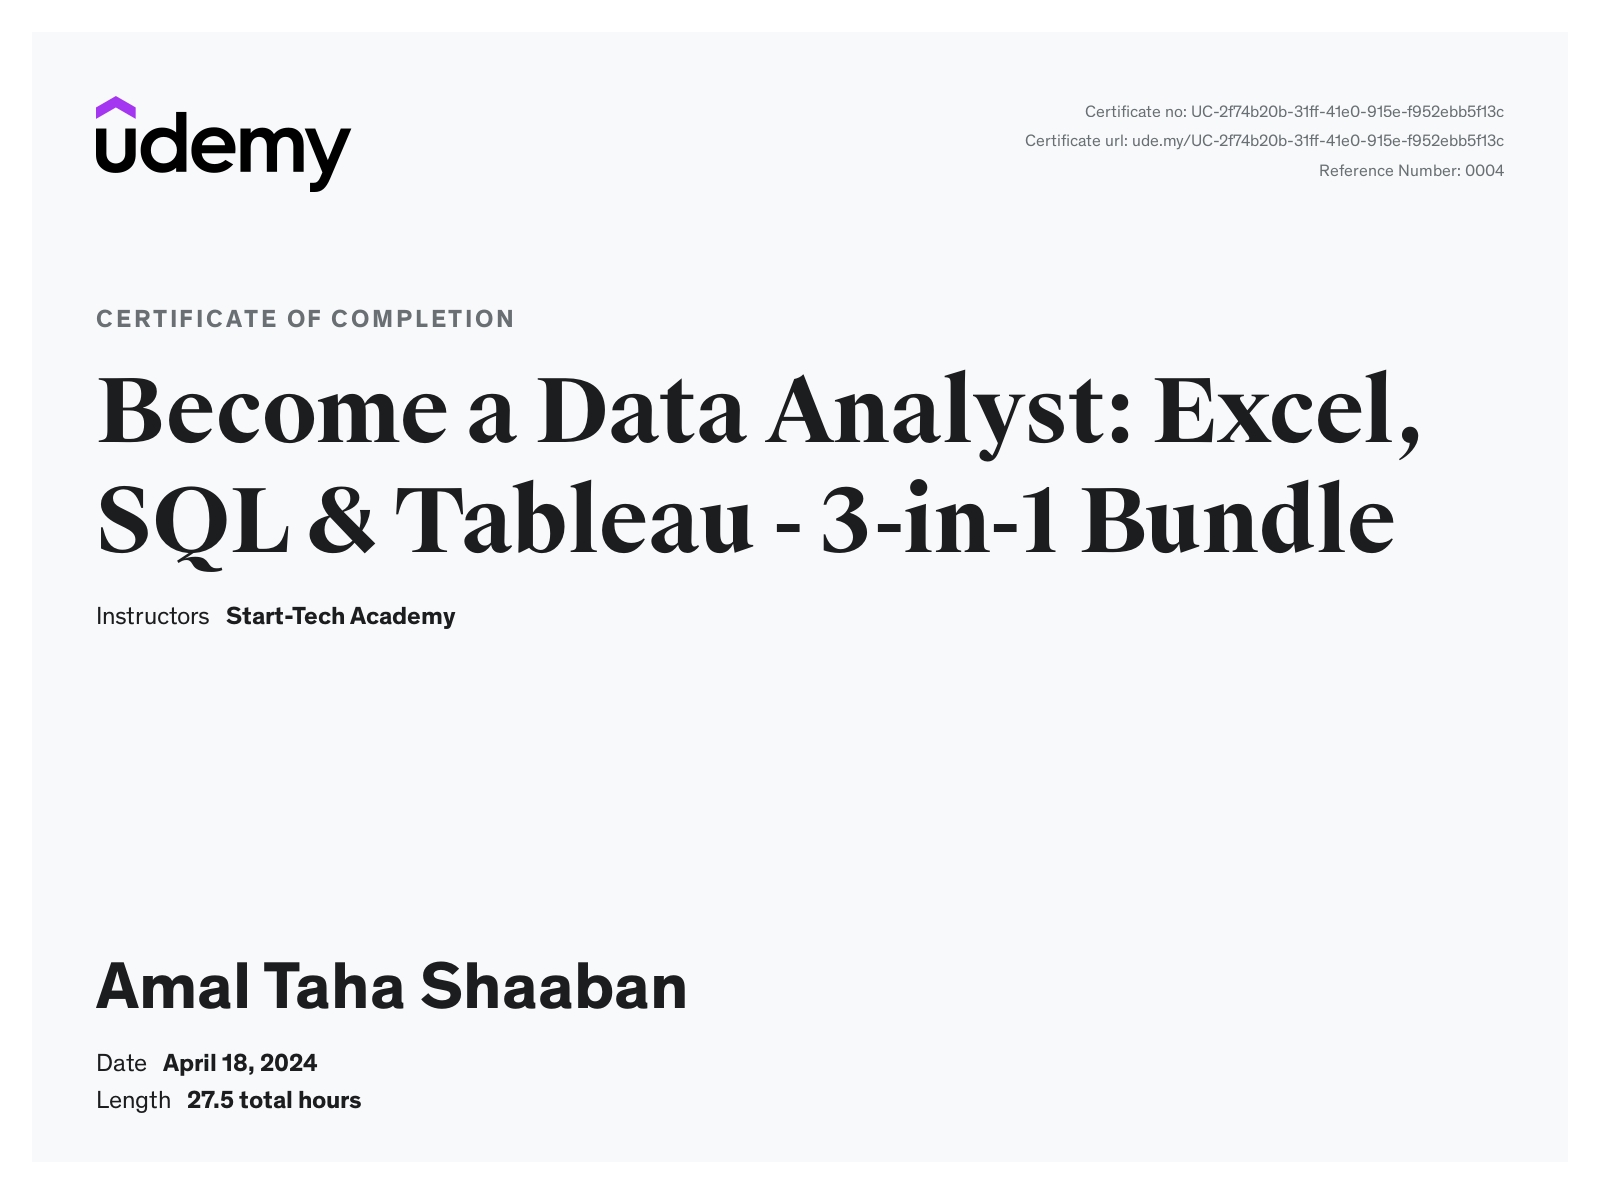 udemy
Certificate no: UC-2f74b20b-31ff-41e0-915e-f952ebb5f13c
Certificate url: ude.my/UC-2f74b20b-31ff-41e0-915e-f952ebb5f13c
Reference Number: 0004
CERTIFICATE OF COMPLETION
Become a Data Analyst: Excel,
SQL & Tableau - 3-in-1 Bundle
Instructors Start-Tech Academy
Amal Taha Shaaban
Date April 18, 2024
Length 27.5 total hours